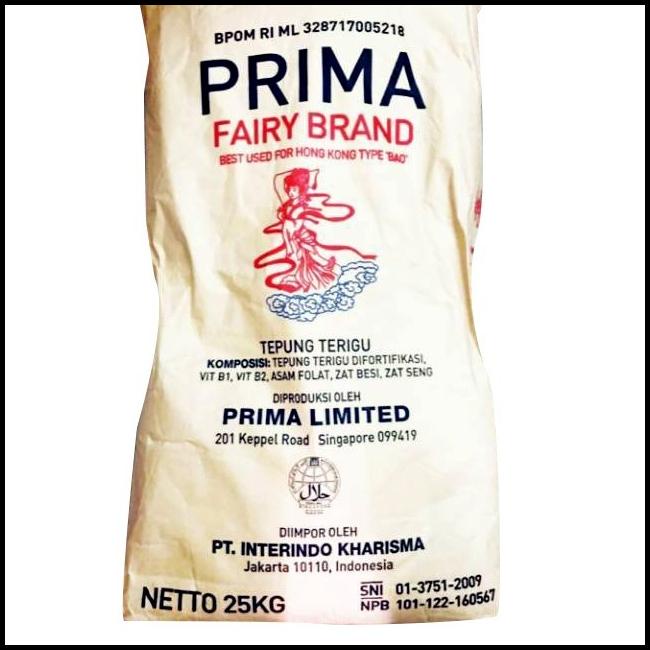 BPOM RI ML 328717005218
PRIMA
FAIRY BRAND
BEST USED FOR HONG KONG TYPE 'BAO'
TEPUNG TERIGU
KOMPOSISI: TEPUNG TERIGU DIFORTIFIKASI,
VIT B1, VIT B2, ASAM FOLAT, ZAT BESI, ZAT SENG
DIPRODUKSI OLEH
PRIMA LIMITED
201 Keppel Road Singapore 099419
حلال
DIIMPOR OLEH
PT. INTERINDO KHARISMA
Jakarta 10110, Indonesia
NETTO 25KG
SNI 01-3751-2009
NPB 101-122-160567